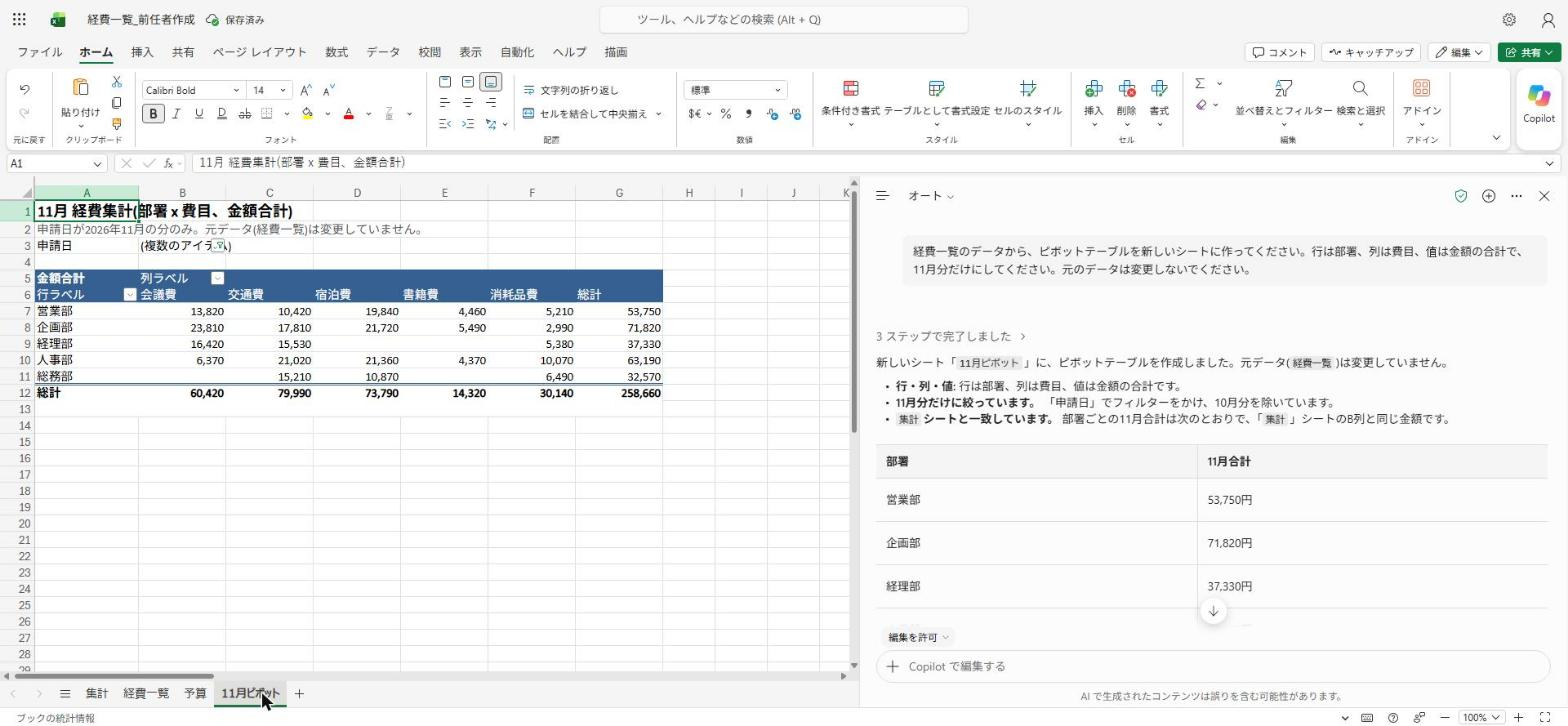 経費一覧_前任者作成 保存済み ツール、ヘルプなどの検索 (Alt + Q)
ファイル ホーム 挿入 共有 ページ レイアウト 数式 データ 校閲 表示 自動化 ヘルプ 描画 コメント キャッチアップ 編集 共有
貼り付け Calibri Bold 14 文字列の折り返し 標準 条件付き書式 テーブルとして書式設定 セルのスタイル 挿入 削除 書式 並べ替えとフィルター 検索と選択 アドイン Copilot
B I U D ab A A セルを結合して中央揃え $€ %
元に戻す クリップボード フォント 配置 数値 スタイル セル 編集 アドイン
A1 fx 11月 経費集計(部署 x 費目、金額合計)
A B C D E F G H I J K
1 11月 経費集計(部署 x 費目、金額合計)
2 申請日が2026年11月の分のみ。元データ(経費一覧)は変更していません。
3 申請日 (複数のアイテム)
4
5 金額合計 列ラベル
6 行ラベル 会議費 交通費 宿泊費 書籍費 消耗品費 総計
7 営業部 13,820 10,420 19,840 4,460 5,210 53,750
8 企画部 23,810 17,810 21,720 5,490 2,990 71,820
9 経理部 16,420 15,530 5,380 37,330
10 人事部 6,370 21,020 21,360 4,370 10,070 63,190
11 総務部 15,210 10,870 6,490 32,570
12 総計 60,420 79,990 73,790 14,320 30,140 258,660
13
14
15
16
17
18
19
20
21
22
23
24
25
26
27
28
29
集計 経費一覧 予算 11月ピボット
ブックの統計情報 100%
オート
経費一覧のデータから、ピボットテーブルを新しいシートに作ってください。行は部署、列は費目、値は金額の合計で、
11月分だけにしてください。元のデータは変更しないでください。
3 ステップで完了しました
新しいシート「 11月ピボット 」に、ピボットテーブルを作成しました。元データ( 経費一覧 )は変更していません。
• 行・列・値: 行は部署、列は費目、値は金額の合計です。
• 11月分だけに絞っています。 「申請日」でフィルターをかけ、10月分を除いています。
• 集計 シートと一致しています。 部署ごとの11月合計は次のとおりで、「 集計 」シートのB列と同じ金額です。
部署 11月合計
営業部 53,750円
企画部 71,820円
経理部 37,330円
編集を許可
Copilot で編集する
AI で生成されたコンテンツは誤りを含む可能性があります。